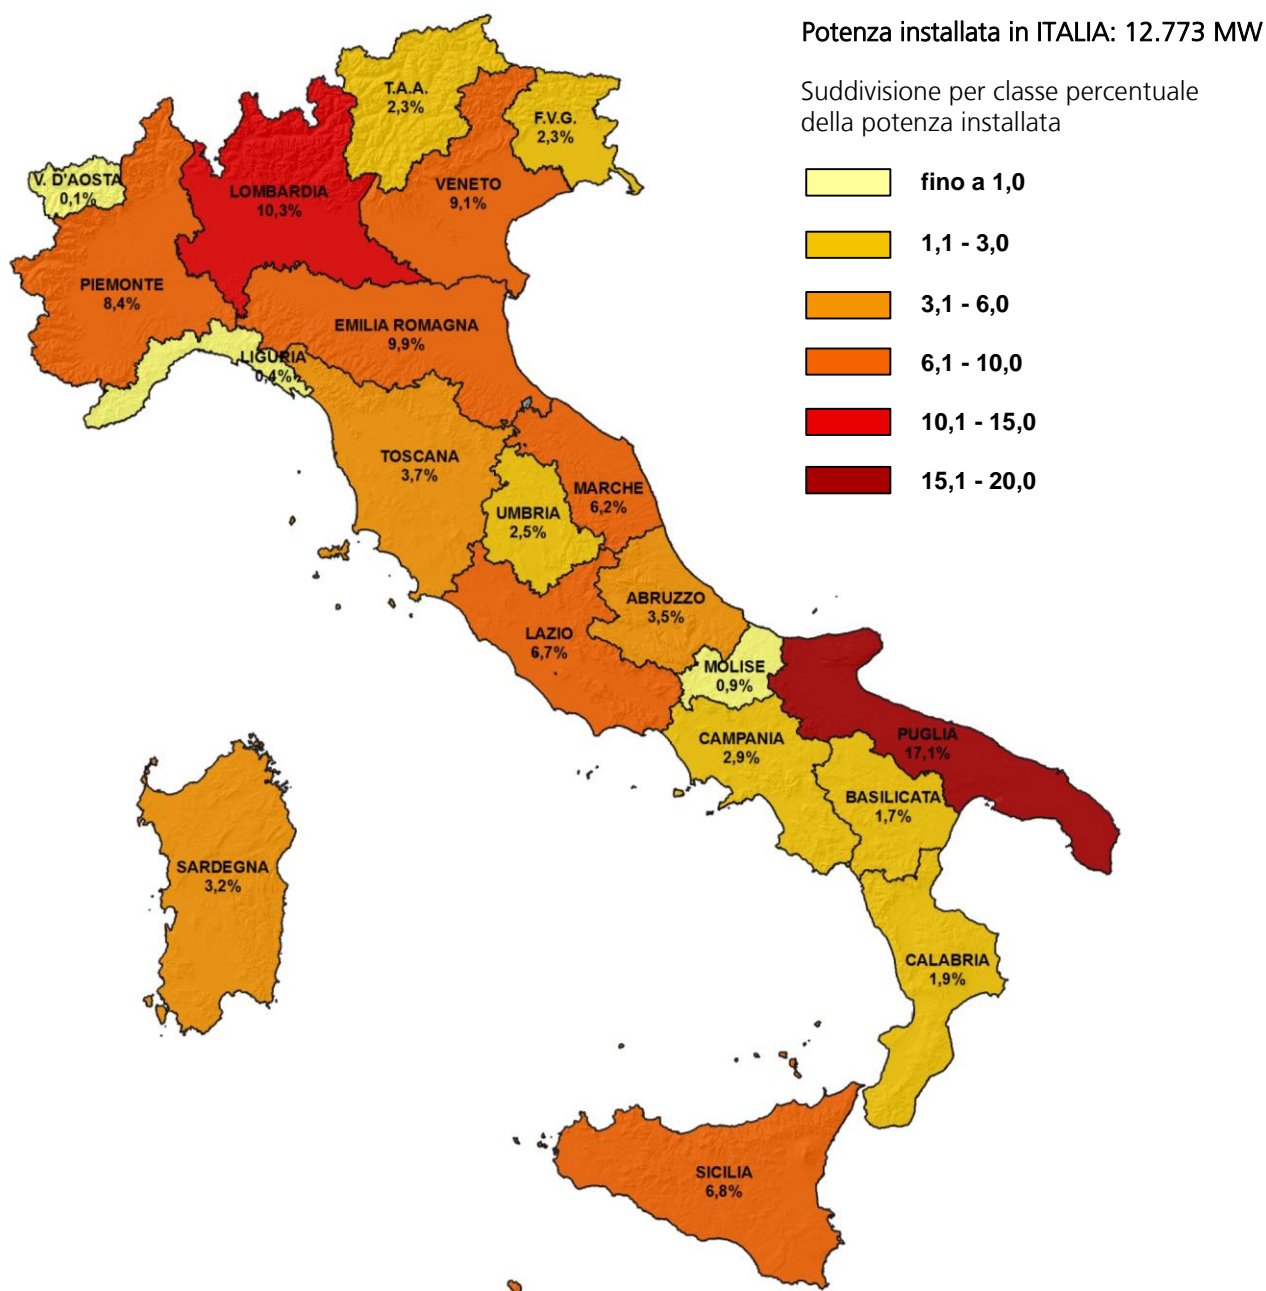 Potenza installata in ITALIA: 12.773 MW
Suddivisione per classe percentuale
della potenza installata
fino a 1,0
1,1 - 3,0
3,1 - 6,0
6,1 - 10,0
10,1 - 15,0
15,1 - 20,0
T.A.A.
2,3%
F.V.G.
2,3%
V. D'AOSTA
0,1%
LOMBARDIA
10,3%
VENETO
9,1%
PIEMONTE
8,4%
EMILIA ROMAGNA
9,9%
LIGURIA
0,4%
TOSCANA
3,7%
MARCHE
6,2%
UMBRIA
2,5%
ABRUZZO
3,5%
LAZIO
6,7%
MOLISE
0,9%
CAMPANIA
2,9%
PUGLIA
17,1%
BASILICATA
1,7%
SARDEGNA
3,2%
CALABRIA
1,9%
SICILIA
6,8%